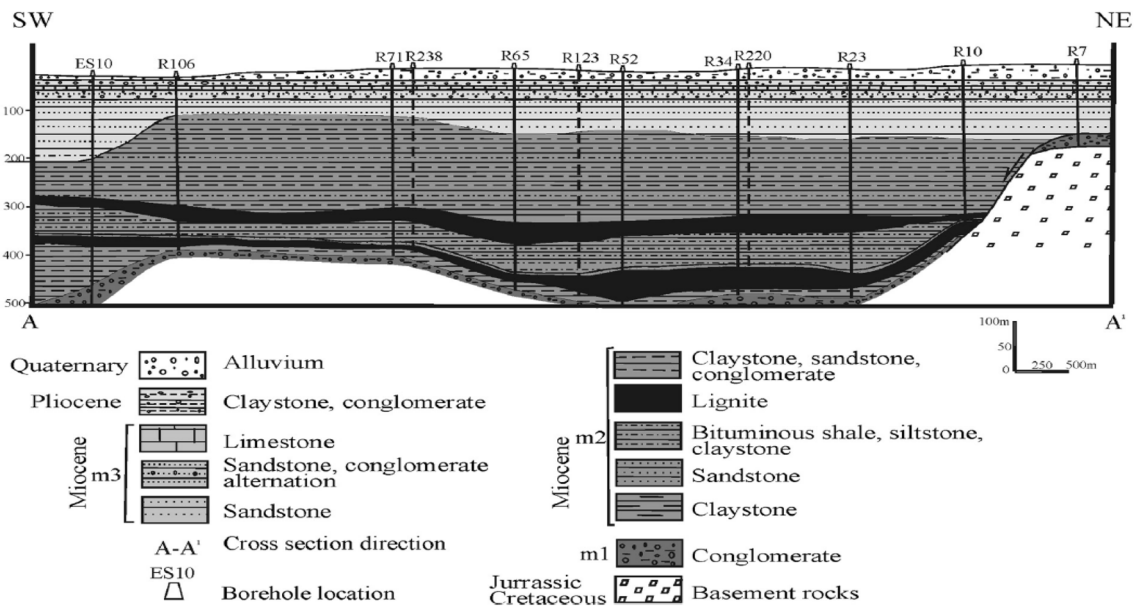 SW NE
ES10 R106 R71 R238 R65 R123 R52 R34 R220 R23 R10 R7
100
200
300
400
500
A A¹
100m
50
0 250 500m
Quaternary Alluvium
Pliocene Claystone, conglomerate
Miocene m3
Limestone
Sandstone, conglomerate
alternation
Sandstone
A-A¹ Cross section direction
ES10
Borehole location
Miocene m2
Claystone, sandstone,
conglomerate
Lignite
Bituminous shale, siltstone,
claystone
Sandstone
Claystone
m1 Conglomerate
Jurrassic
Cretaceous Basement rocks